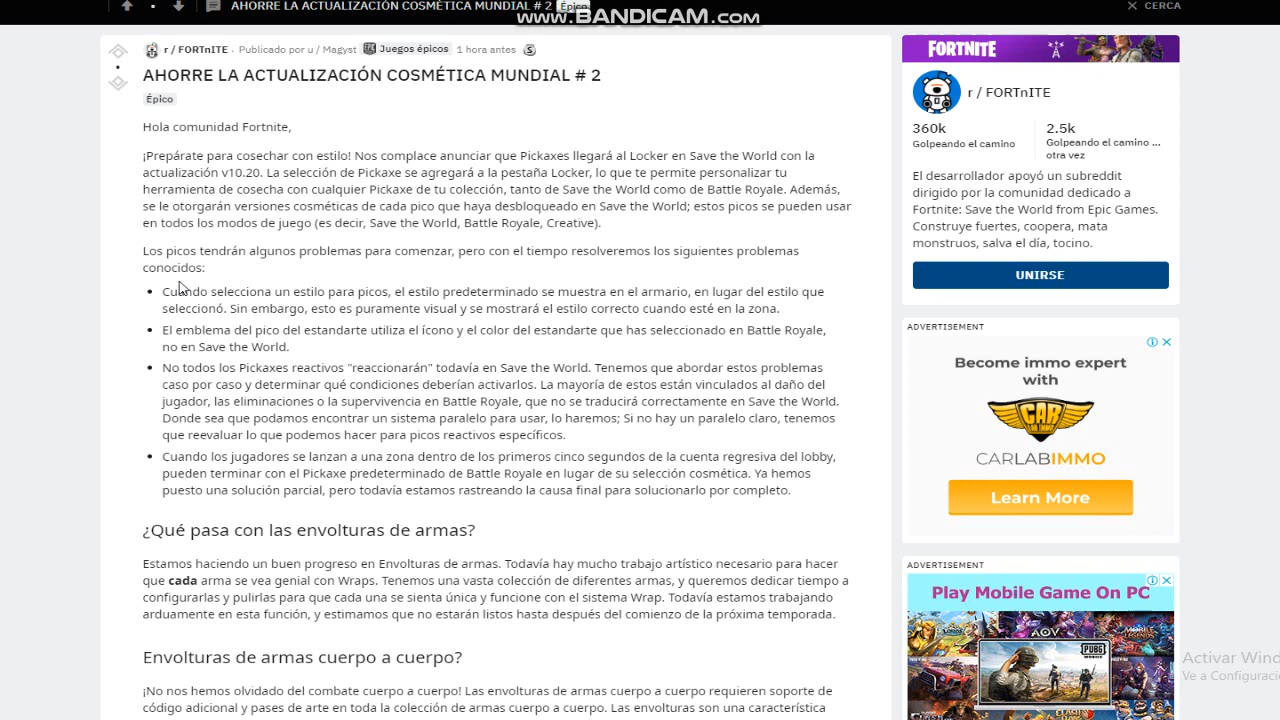 AHORRE LA ACTUALIZACIÓN COSMÉTICA MUNDIAL # 2 Épico
CERCA
www.BANDICAM.com
r / FORTnITE · Publicado por u / Magyst Juegos épicos 1 hora antes
AHORRE LA ACTUALIZACIÓN COSMÉTICA MUNDIAL # 2
Épico
Hola comunidad Fortnite,
¡Prepárate para cosechar con estilo! Nos complace anunciar que Pickaxes llegará al Locker en Save the World con la
actualización v10.20. La selección de Pickaxe se agregará a la pestaña Locker, lo que te permite personalizar tu
herramienta de cosecha con cualquier Pickaxe de tu colección, tanto de Save the World como de Battle Royale. Además,
se le otorgarán versiones cosméticas de cada pico que haya desbloqueado en Save the World; estos picos se pueden usar
en todos los modos de juego (es decir, Save the World, Battle Royale, Creative).
Los picos tendrán algunos problemas para comenzar, pero con el tiempo resolveremos los siguientes problemas
conocidos:
• Cuando selecciona un estilo para picos, el estilo predeterminado se muestra en el armario, en lugar del estilo que
seleccionó. Sin embargo, esto es puramente visual y se mostrará el estilo correcto cuando esté en la zona.
• El emblema del pico del estandarte utiliza el ícono y el color del estandarte que has seleccionado en Battle Royale,
no en Save the World.
• No todos los Pickaxes reactivos "reaccionarán" todavía en Save the World. Tenemos que abordar estos problemas
caso por caso y determinar qué condiciones deberían activarlos. La mayoría de estos están vinculados al daño del
jugador, las eliminaciones o la supervivencia en Battle Royale, que no se traducirá correctamente en Save the World.
Donde sea que podamos encontrar un sistema paralelo para usar, lo haremos; Si no hay un paralelo claro, tenemos
que reevaluar lo que podemos hacer para picos reactivos específicos.
• Cuando los jugadores se lanzan a una zona dentro de los primeros cinco segundos de la cuenta regresiva del lobby,
pueden terminar con el Pickaxe predeterminado de Battle Royale en lugar de su selección cosmética. Ya hemos
puesto una solución parcial, pero todavía estamos rastreando la causa final para solucionarlo por completo.
¿Qué pasa con las envolturas de armas?
Estamos haciendo un buen progreso en Envolturas de armas. Todavía hay mucho trabajo artístico necesario para hacer
que cada arma se vea genial con Wraps. Tenemos una vasta colección de diferentes armas, y queremos dedicar tiempo a
configurarlas y pulirlas para que cada una se sienta única y funcione con el sistema Wrap. Todavía estamos trabajando
arduamente en esta función, y estimamos que no estarán listos hasta después del comienzo de la próxima temporada.
Envolturas de armas cuerpo a cuerpo?
¡No nos hemos olvidado del combate cuerpo a cuerpo! Las envolturas de armas cuerpo a cuerpo requieren soporte de
código adicional y pases de arte en toda la colección de armas cuerpo a cuerpo. Las envolturas son una característica
FORTNITE
r / FORTnITE
360k
Golpeando el camino
2.5k
Golpeando el camino ...
otra vez
El desarrollador apoyó un subreddit
dirigido por la comunidad dedicado a
Fortnite: Save the World from Epic Games.
Construye fuertes, coopera, mata
monstruos, salva el día, tocino.
UNIRSE
ADVERTISEMENT
Become immo expert
with
CAR
CARLABIMMO
Learn More
ADVERTISEMENT
Play Mobile Game On PC
AOV
PUBG
MOBILE
Activar Wind
Ve a Configuraci